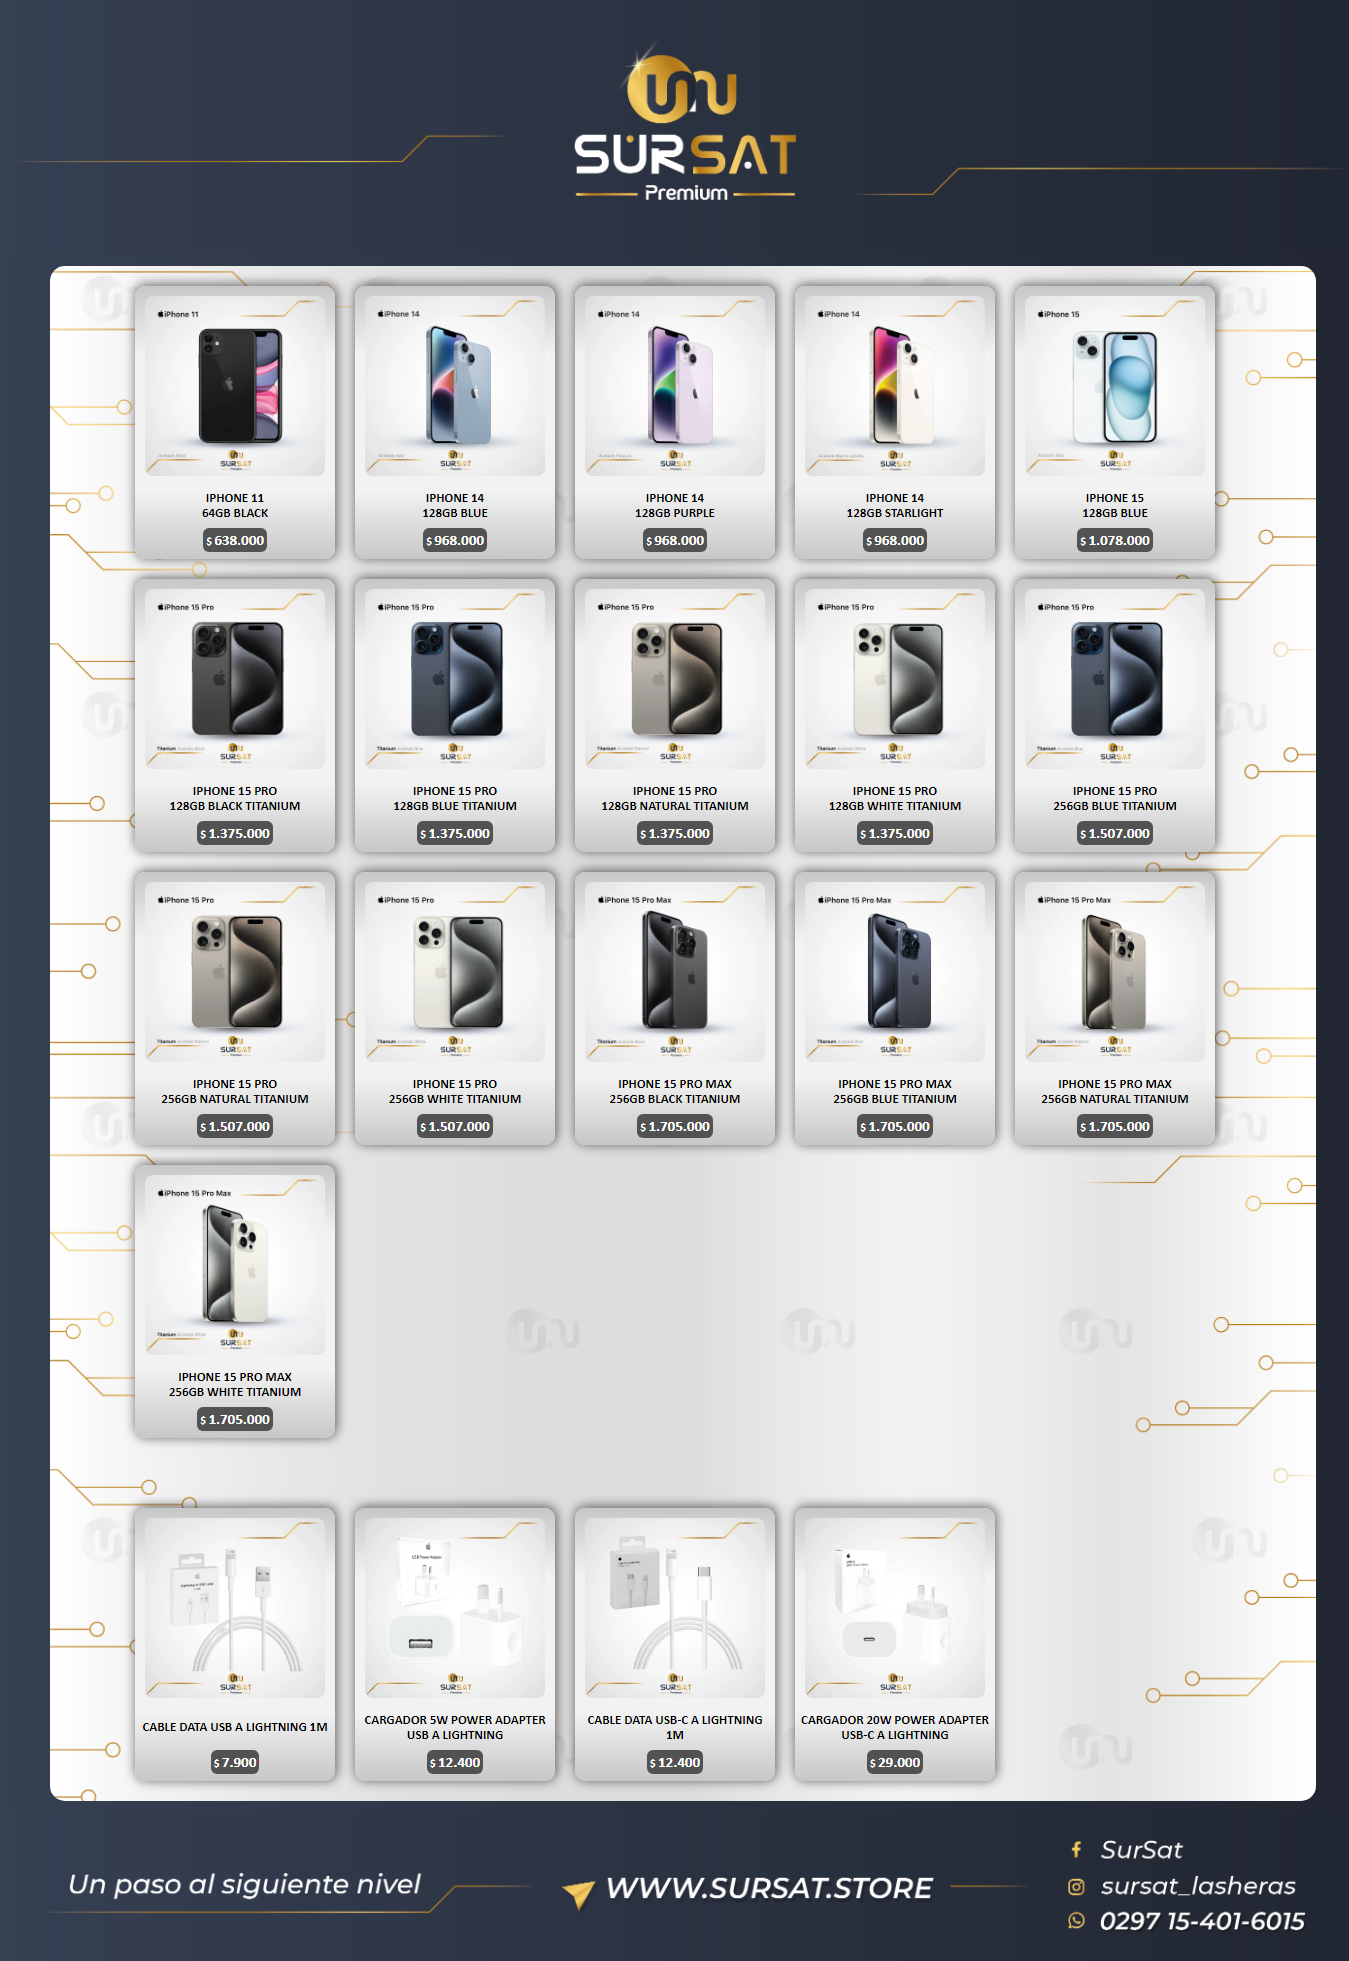 SURSAT
Premium
iPhone 11
IPHONE 11
64GB BLACK
$ 638.000
iPhone 14
IPHONE 14
128GB BLUE
$ 968.000
iPhone 14
IPHONE 14
128GB PURPLE
$ 968.000
iPhone 14
IPHONE 14
128GB STARLIGHT
$ 968.000
iPhone 15
IPHONE 15
128GB BLUE
$ 1.078.000
iPhone 15 Pro
IPHONE 15 PRO
128GB BLACK TITANIUM
$ 1.375.000
iPhone 15 Pro
IPHONE 15 PRO
128GB BLUE TITANIUM
$ 1.375.000
iPhone 15 Pro
IPHONE 15 PRO
128GB NATURAL TITANIUM
$ 1.375.000
iPhone 15 Pro
IPHONE 15 PRO
128GB WHITE TITANIUM
$ 1.375.000
iPhone 15 Pro
IPHONE 15 PRO
256GB BLUE TITANIUM
$ 1.507.000
iPhone 15 Pro
IPHONE 15 PRO
256GB NATURAL TITANIUM
$ 1.507.000
iPhone 15 Pro
IPHONE 15 PRO
256GB WHITE TITANIUM
$ 1.507.000
iPhone 15 Pro Max
IPHONE 15 PRO MAX
256GB BLACK TITANIUM
$ 1.705.000
iPhone 15 Pro Max
IPHONE 15 PRO MAX
256GB BLUE TITANIUM
$ 1.705.000
iPhone 15 Pro Max
IPHONE 15 PRO MAX
256GB NATURAL TITANIUM
$ 1.705.000
iPhone 15 Pro Max
IPHONE 15 PRO MAX
256GB WHITE TITANIUM
$ 1.705.000
CABLE DATA USB A LIGHTNING 1M
$ 7.900
CARGADOR 5W POWER ADAPTER
USB A LIGHTNING
$ 12.400
CABLE DATA USB-C A LIGHTNING
1M
$ 12.400
CARGADOR 20W POWER ADAPTER
USB-C A LIGHTNING
$ 29.000
Un paso al siguiente nivel
WWW.SURSAT.STORE
SurSat
sursat_lasheras
0297 15-401-6015